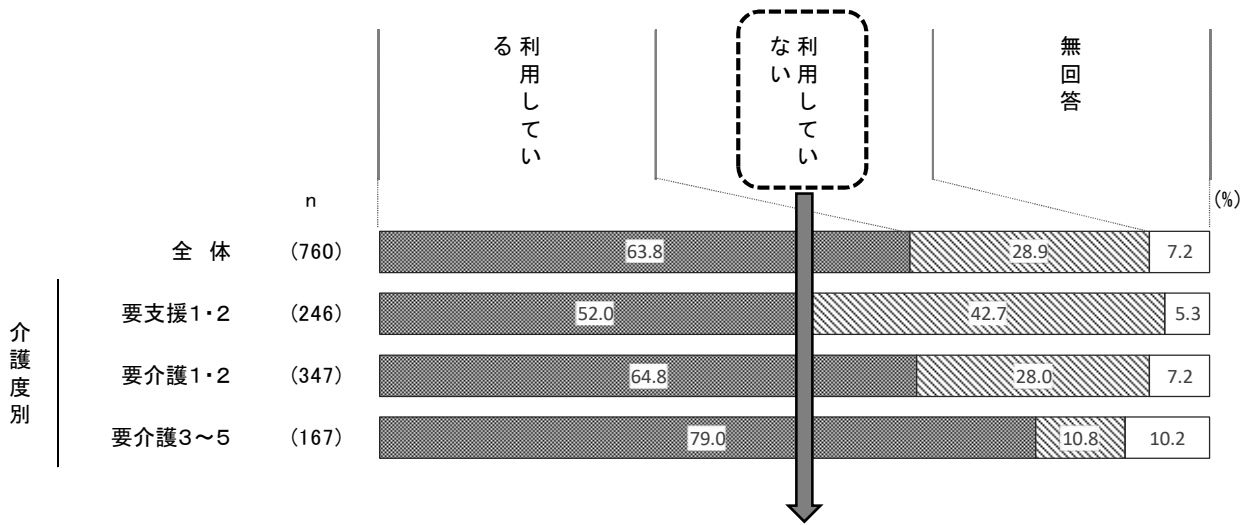 利用している
利用していない
無回答
n
(%)
全 体 (760) 63.8 28.9 7.2
介護度別
要支援1・2 (246) 52.0 42.7 5.3
要介護1・2 (347) 64.8 28.0 7.2
要介護3～5 (167) 79.0 10.8 10.2